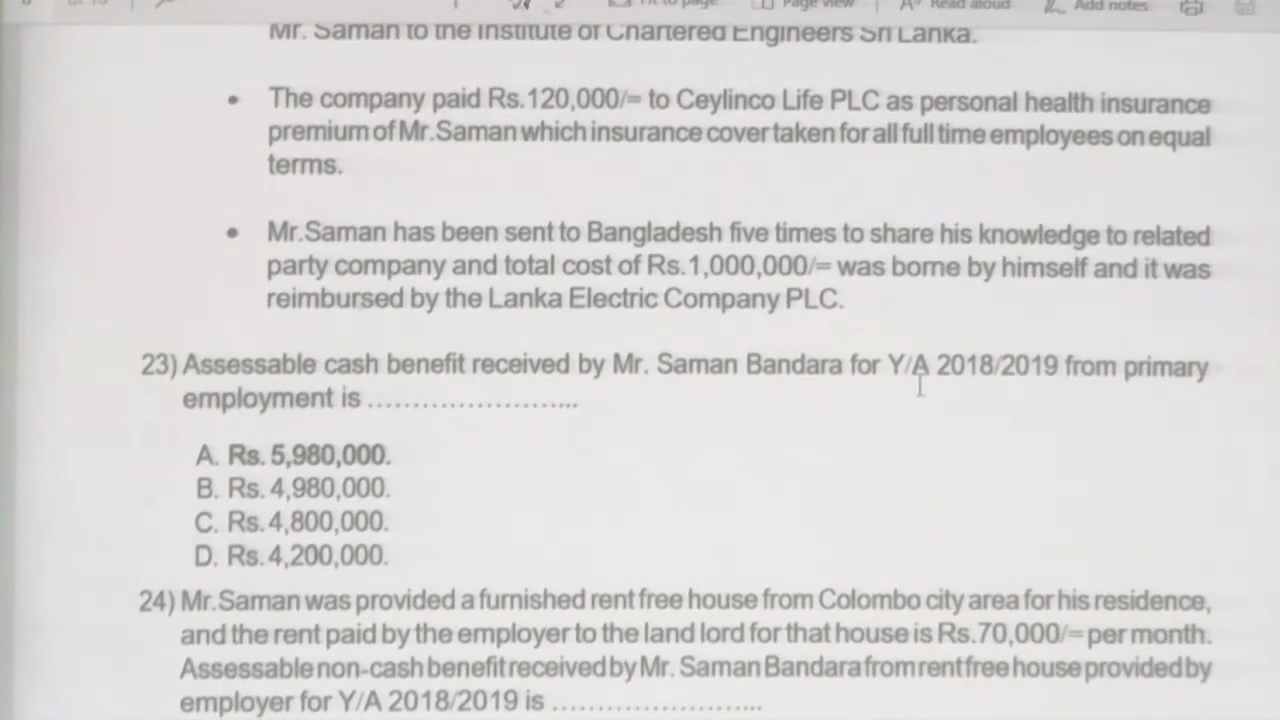 Fit to page
Page view
Read aloud
Add notes
Mr. Saman to the Institute of Chartered Engineers Sri Lanka.
• The company paid Rs.120,000/= to Ceylinco Life PLC as personal health insurance
premium of Mr.Saman which insurance cover taken for all full time employees on equal
terms.
• Mr.Saman has been sent to Bangladesh five times to share his knowledge to related
party company and total cost of Rs.1,000,000/= was borne by himself and it was
reimbursed by the Lanka Electric Company PLC.
23) Assessable cash benefit received by Mr. Saman Bandara for Y/A 2018/2019 from primary
employment is ..........................
A. Rs. 5,980,000.
B. Rs. 4,980,000.
C. Rs. 4,800,000.
D. Rs. 4,200,000.
24) Mr.Saman was provided a furnished rent free house from Colombo city area for his residence,
and the rent paid by the employer to the land lord for that house is Rs.70,000/= per month.
Assessable non-cash benefit received by Mr. Saman Bandara from rent free house provided by
employer for Y/A 2018/2019 is ..........................